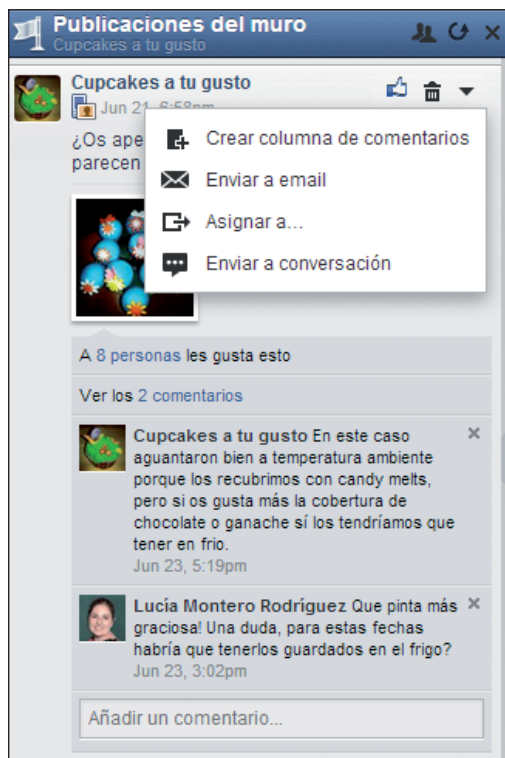 Publicaciones del muro
Cupcakes a tu gusto
Cupcakes a tu gusto
Jun 21, 6:58pm
¿Os ape
parecen
Crear columna de comentarios
Enviar a email
Asignar a...
Enviar a conversación
A 8 personas les gusta esto
Ver los 2 comentarios
Cupcakes a tu gusto En este caso
aguantaron bien a temperatura ambiente
porque los recubrimos con candy melts,
pero si os gusta más la cobertura de
chocolate o ganache sí los tendríamos que
tener en frio.
Jun 23, 5:19pm
Lucía Montero Rodríguez Que pinta más
graciosa! Una duda, para estas fechas
habría que tenerlos guardados en el frigo?
Jun 23, 3:02pm
Añadir un comentario...